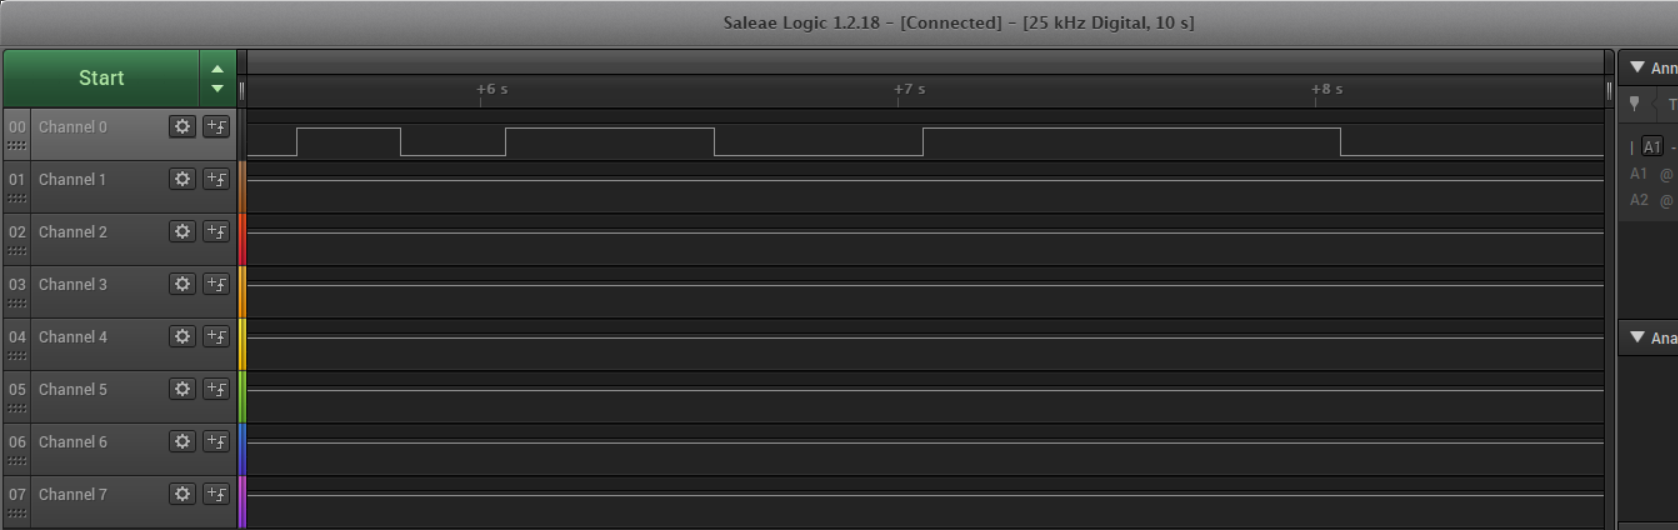 Saleae Logic 1.2.18 - [Connected] - [25 kHz Digital, 10 s]
Start
+6 s +7 s +8 s
Ann
T
00 Channel 0
A1 -
01 Channel 1
A1 @
A2 @
02 Channel 2
03 Channel 3
04 Channel 4
Ana
05 Channel 5
06 Channel 6
07 Channel 7